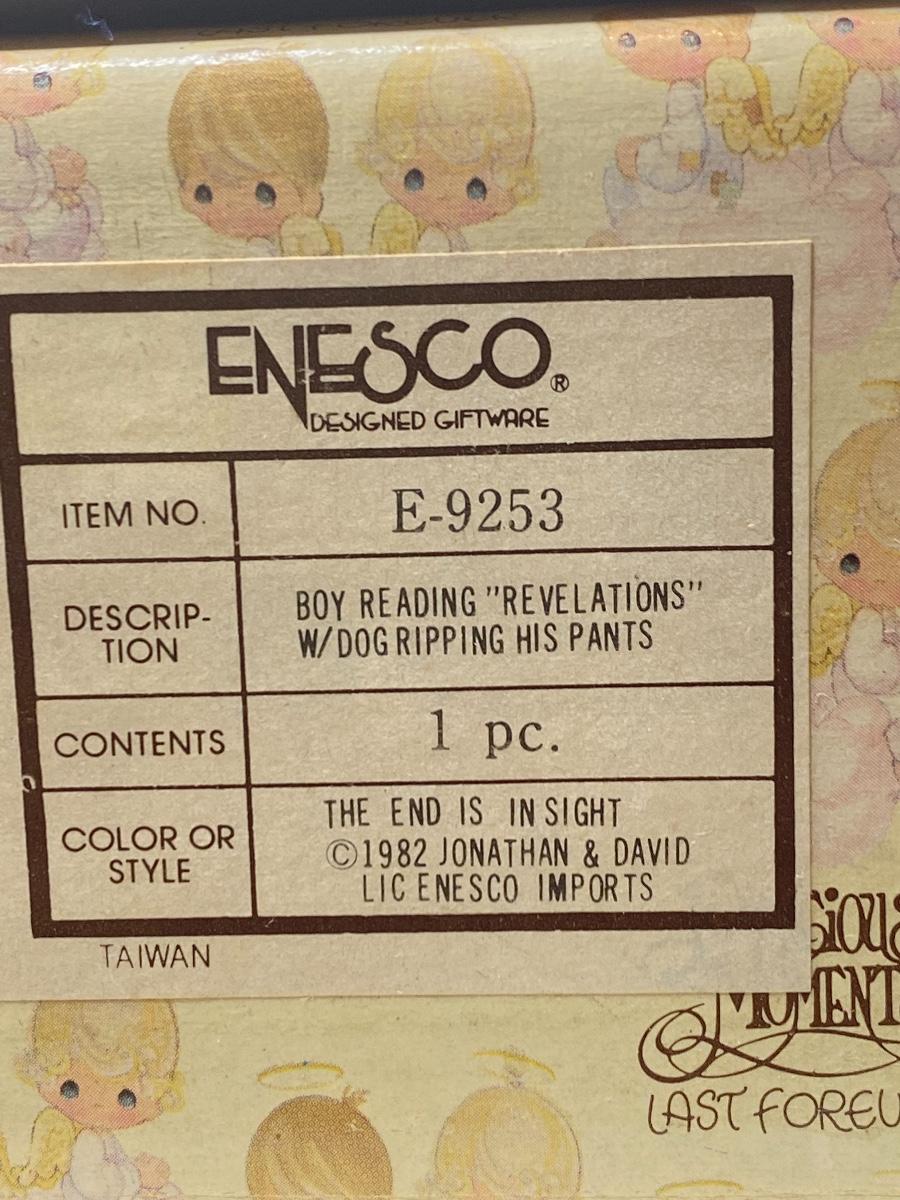 ENESCO®
DESIGNED GIFTWARE
ITEM NO. E-9253
DESCRIP-
TION
BOY READING "REVELATIONS"
W/DOG RIPPING HIS PANTS
CONTENTS 1 pc.
COLOR OR
STYLE
THE END IS IN SIGHT
©1982 JONATHAN & DAVID
LIC ENESCO IMPORTS
TAIWAN
MOMENT
LAST